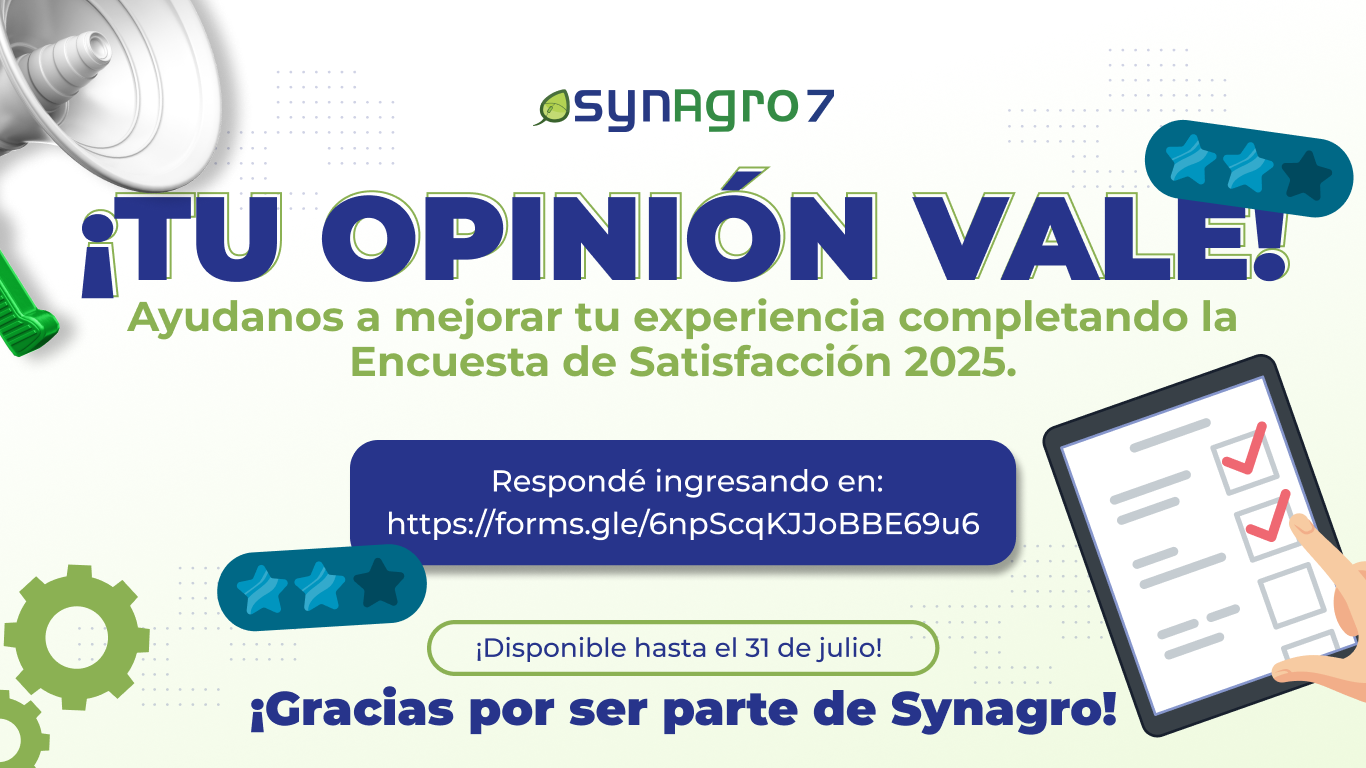 synAgro 7
¡TU OPINIÓN VALE!
Ayudanos a mejorar tu experiencia completando la
Encuesta de Satisfacción 2025.
Respondé ingresando en:
https://forms.gle/6npScqKJJoBBE69u6
¡Disponible hasta el 31 de julio!
¡Gracias por ser parte de Synagro!